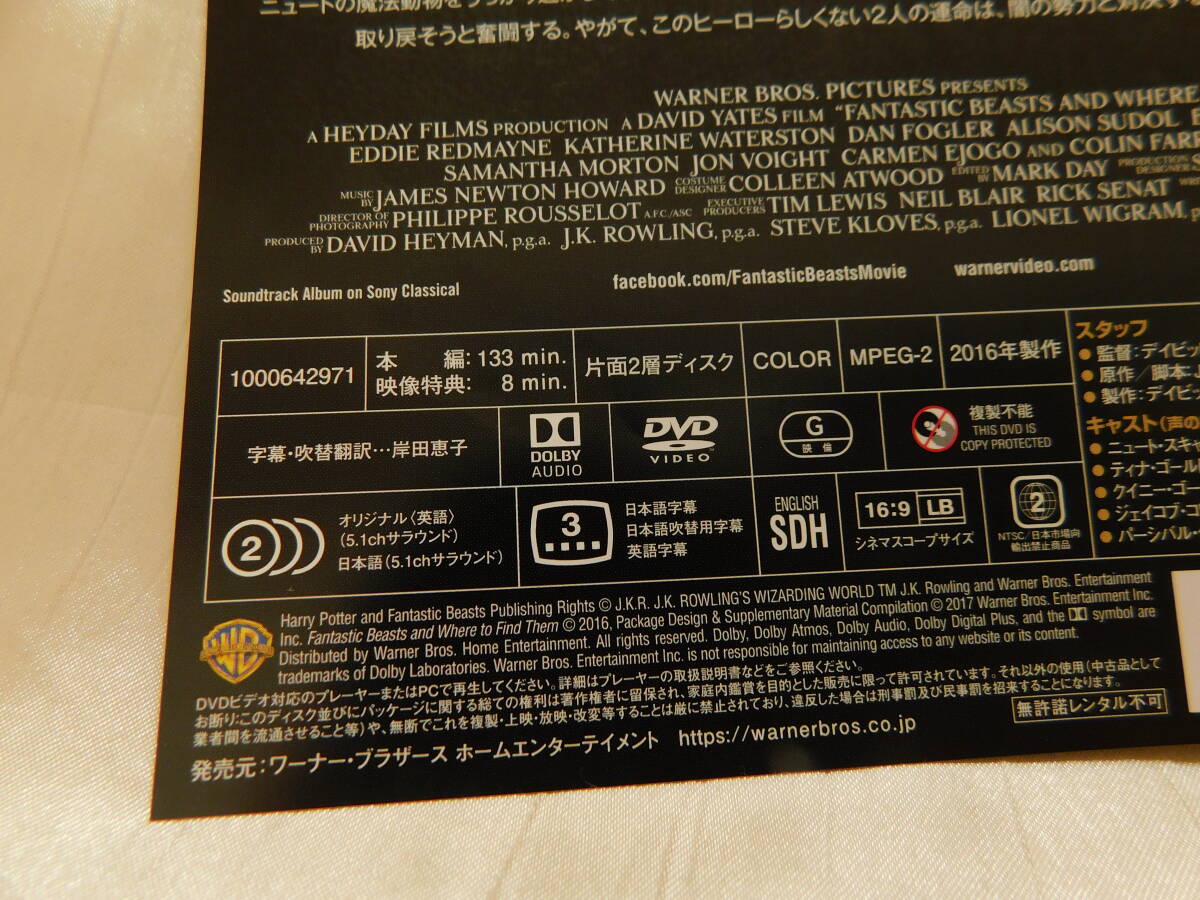 ニュートの魔法動物をうっかり逃が
取り戻そうと奮闘する。やがて、このヒーローらしくない2人の運命は、闇の勢力と対決す
WARNER BROS. PICTURES PRESENTS
A HEYDAY FILMS PRODUCTION A DAVID YATES FILM "FANTASTIC BEASTS AND WHERE
EDDIE REDMAYNE KATHERINE WATERSTON DAN FOGLER ALISON SUDOL
SAMANTHA MORTON JON VOIGHT CARMEN EJOGO AND COLIN FAR
MUSIC BY JAMES NEWTON HOWARD COSTUME DESIGNER COLLEEN ATWOOD EDITED BY MARK DAY PRODUCTION DESIGNER
DIRECTOR OF PHOTOGRAPHY PHILIPPE ROUSSELOT A.F.C./ASC EXECUTIVE PRODUCERS TIM LEWIS NEIL BLAIR RICK SENAT
PRODUCED BY DAVID HEYMAN, p.g.a. J.K. ROWLING, p.g.a. STEVE KLOVES, p.g.a. LIONEL WIGRAM,
Soundtrack Album on Sony Classical
facebook.com/FantasticBeastsMovie
warnervideo.com
1000642971
本 編: 133 min.
映像特典: 8 min.
片面2層ディスク
COLOR
MPEG-2
2016年製作
字幕・吹替翻訳…岸田恵子
DOLBY
AUDIO
DVD
VIDEO
G
映倫
複製不能
THIS DVD IS
COPY PROTECTED
2
オリジナル〈英語〉
(5.1chサラウンド)
日本語(5.1chサラウンド)
3
日本語字幕
日本語吹替用字幕
英語字幕
ENGLISH
SDH
16:9 LB
シネマスコープサイズ
2
NTSC/日本市場向
輸出禁止商品
スタッフ
● 監督:デイビッ
● 原作/脚本:J
● 製作:デイビ
キャスト(声の
● ニュート・スキャ
● ティナ・ゴール
● クイニー・ゴー
● ジェイコブ・コ
● パーシバル・
WB
Harry Potter and Fantastic Beasts Publishing Rights © J.K.R. J.K. ROWLING'S WIZARDING WORLD TM J.K. Rowling and Warner Bros. Entertainment
Inc. Fantastic Beasts and Where to Find Them © 2016, Package Design & Supplementary Material Compilation © 2017 Warner Bros. Entertainment Inc.
Distributed by Warner Bros. Home Entertainment. All rights reserved. Dolby, Dolby Atmos, Dolby Audio, Dolby Digital Plus, and the symbol are
trademarks of Dolby Laboratories. Warner Bros. Entertainment Inc. is not responsible for maintaining access to any website or its content.
DVDビデオ対応のプレーヤーまたはPCで再生してください。詳細はプレーヤーの取扱説明書などをご参照ください。
お断り:このディスク並びにパッケージに関する総ての権利は著作権者に留保され、家庭内鑑賞を目的とした販売に限って許可されています。それ以外の使用(中古品として
業者間を流通させること等)や、無断でこれを複製・上映・放映・改変等することは厳に禁止されており、違反した場合は刑事罰及び民事罰を招来することになります。
無許諾レンタル不可
発売元:ワーナー・ブラザース ホームエンターテイメント https://warnerbros.co.jp